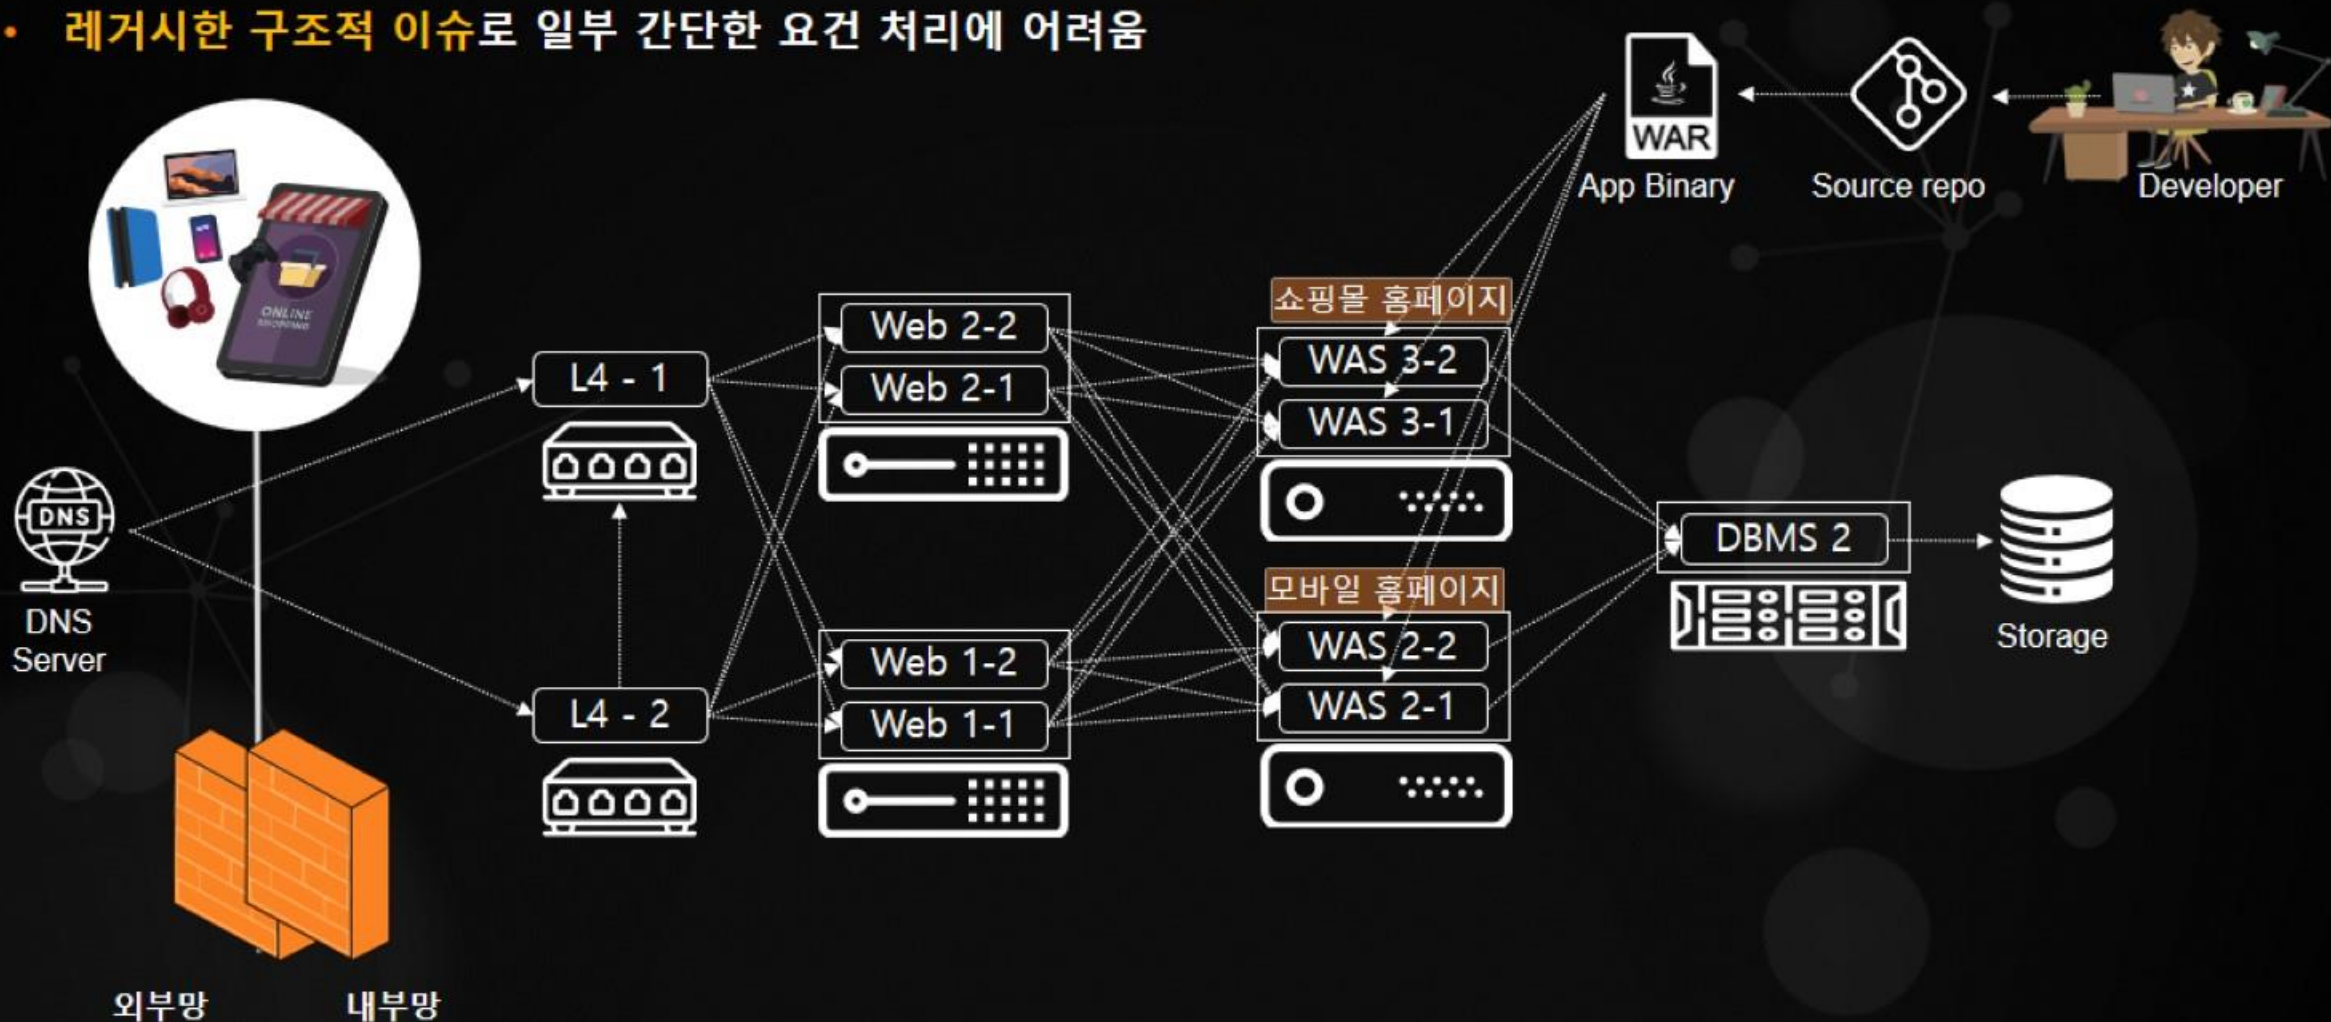 • 레거시한 구조적 이슈로 일부 간단한 요건 처리에 어려움
WAR
App Binary
Source repo
Developer
ONLINE
SHOPPING
쇼핑몰 홈페이지
Web 2-2
WAS 3-2
L4 - 1
Web 2-1
WAS 3-1
DNS
DNS
Server
DBMS 2
모바일 홈페이지
Storage
Web 1-2
WAS 2-2
L4 - 2
Web 1-1
WAS 2-1
외부망
내부망